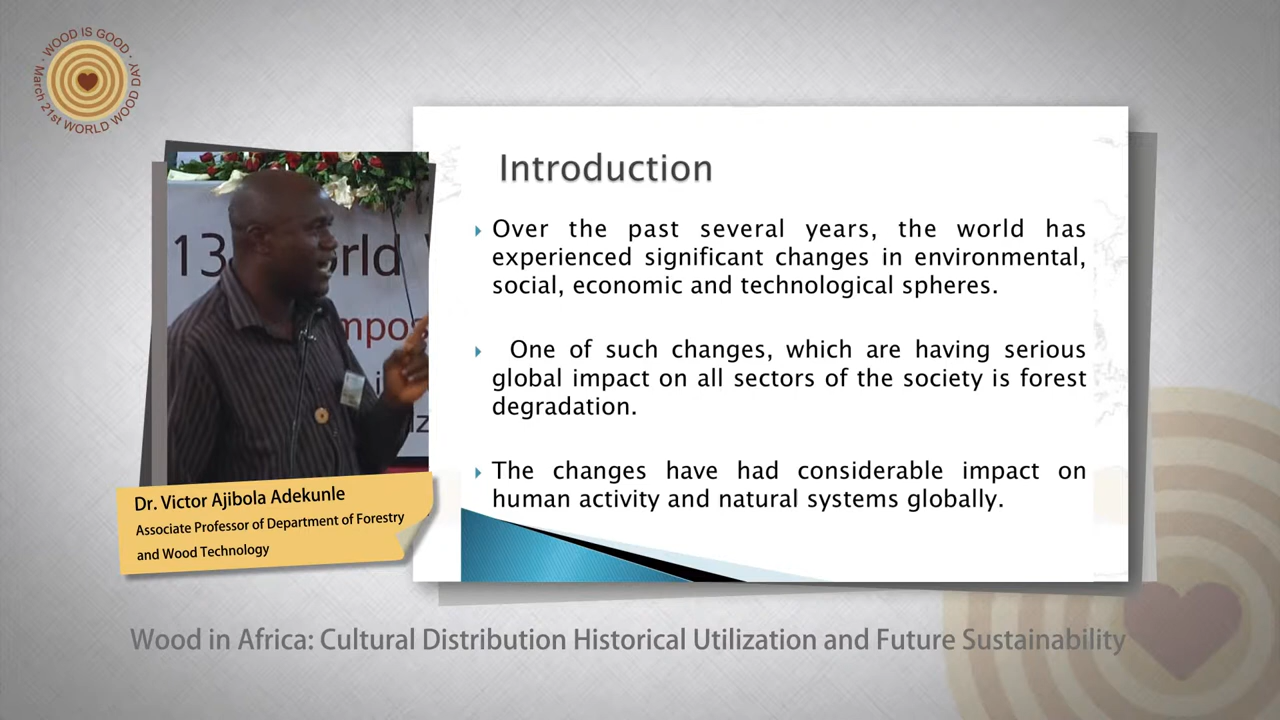 WOOD IS GOOD · March 21st WORLD WOOD DAY ·
Introduction
Over the past several years, the world has
experienced significant changes in environmental,
social, economic and technological spheres.
One of such changes, which are having serious
global impact on all sectors of the society is forest
degradation.
The changes have had considerable impact on
human activity and natural systems globally.
13
rld
mpos
Dr. Victor Ajibola Adekunle
Associate Professor of Department of Forestry
and Wood Technology
Wood in Africa: Cultural Distribution Historical Utilization and Future Sustainability